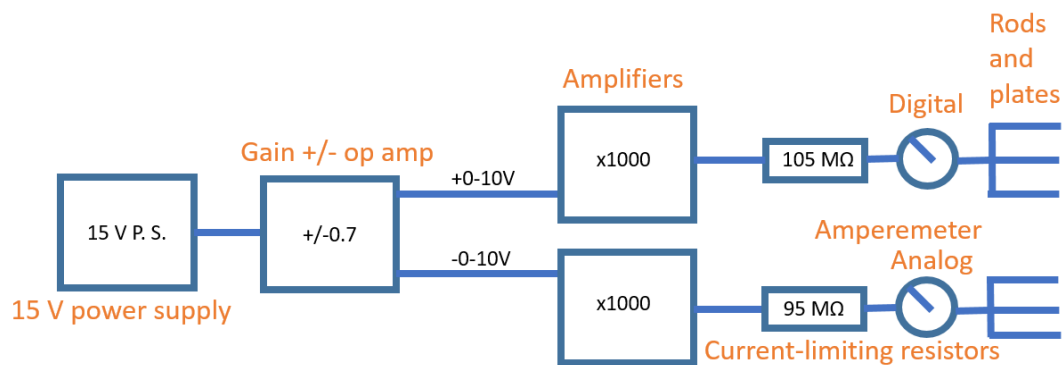 Rods
and
plates
Amplifiers
Digital
Gain +/- op amp
x1000
105 MΩ
+0-10V
15 V P. S.
+/-0.7
Amperemeter
Analog
-0-10V
x1000
95 MΩ
15 V power supply
Current-limiting resistors